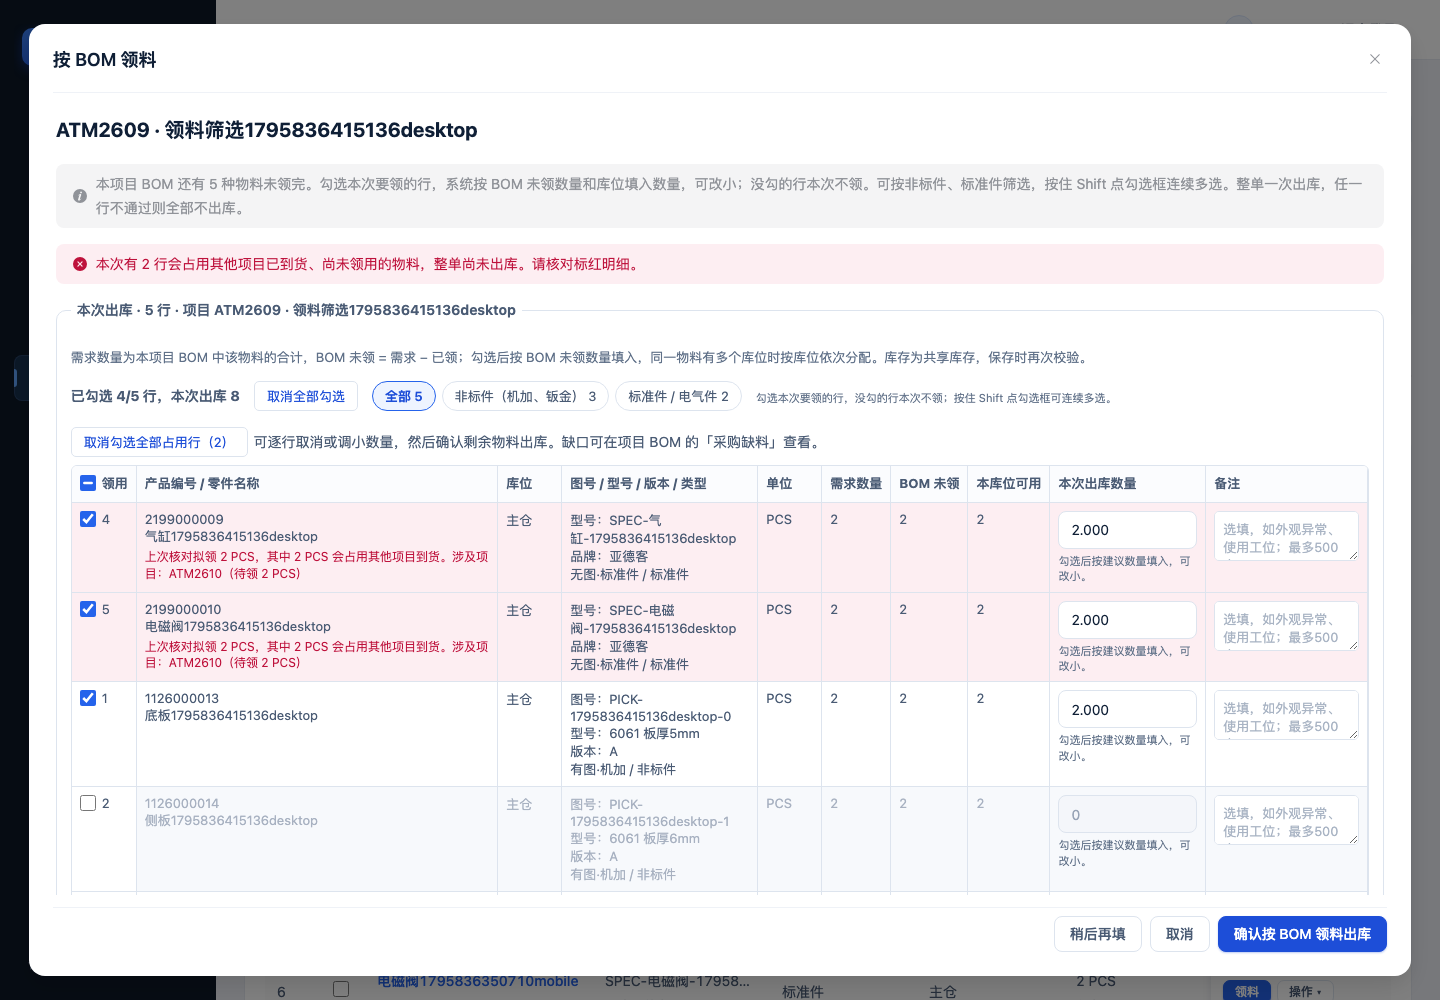 按 BOM 领料
ATM2609 · 领料筛选1795836415136desktop
本项目 BOM 还有 5 种物料未领完。勾选本次要领的行，系统按 BOM 未领数量和库位填入数量，可改小；没勾的行本次不领。可按非标件、标准件筛选，按住 Shift 点勾选框连续多选。整单一次出库，任一
行不通过则全部不出库。
本次有 2 行会占用其他项目已到货、尚未领用的物料，整单尚未出库。请核对标红明细。
本次出库 · 5 行 · 项目 ATM2609 · 领料筛选1795836415136desktop
需求数量为本项目 BOM 中该物料的合计，BOM 未领 = 需求 − 已领；勾选后按 BOM 未领数量填入，同一物料有多个库位时按库位依次分配。库存为共享库存，保存时再次校验。
已勾选 4/5 行，本次出库 8 取消全部勾选 全部 5 非标件（机加、钣金） 3 标准件 / 电气件 2 勾选本次要领的行，没勾的行本次不领；按住 Shift 点勾选框可连续多选。
取消勾选全部占用行（2） 可逐行取消或调小数量，然后确认剩余物料出库。缺口可在项目 BOM 的「采购缺料」查看。
领用 产品编号 / 零件名称 库位 图号 / 型号 / 版本 / 类型 单位 需求数量 BOM 未领 本库位可用 本次出库数量 备注
4 2199000009 主仓 型号：SPEC-气 PCS 2 2 2 2.000 选填，如外观异常、
气缸1795836415136desktop 缸-1795836415136desktop 使用工位；最多500
上次核对拟领 2 PCS，其中 2 PCS 会占用其他项目到货。涉及项 品牌：亚德客 勾选后按建议数量填入，可
目：ATM2610（待领 2 PCS） 无图·标准件 / 标准件 改小。
5 2199000010 主仓 型号：SPEC-电磁 PCS 2 2 2 2.000 选填，如外观异常、
电磁阀1795836415136desktop 阀-1795836415136desktop 使用工位；最多500
上次核对拟领 2 PCS，其中 2 PCS 会占用其他项目到货。涉及项 品牌：亚德客 勾选后按建议数量填入，可
目：ATM2610（待领 2 PCS） 无图·标准件 / 标准件 改小。
1 1126000013 主仓 图号：PICK- PCS 2 2 2 2.000 选填，如外观异常、
底板1795836415136desktop 1795836415136desktop-0 使用工位；最多500
型号：6061 板厚5mm 勾选后按建议数量填入，可
版本：A 改小。
有图·机加 / 非标件
2 1126000014 主仓 图号：PICK- PCS 2 2 2 0 选填，如外观异常、
侧板1795836415136desktop 1795836415136desktop-1 使用工位；最多500
型号：6061 板厚6mm 勾选后按建议数量填入，可
版本：A 改小。
有图·机加 / 非标件
稍后再填 取消 确认按 BOM 领料出库
6 电磁阀1795836350710mobile SPEC-电磁阀-17958... 标准件 主仓 2 PCS 领料 操作